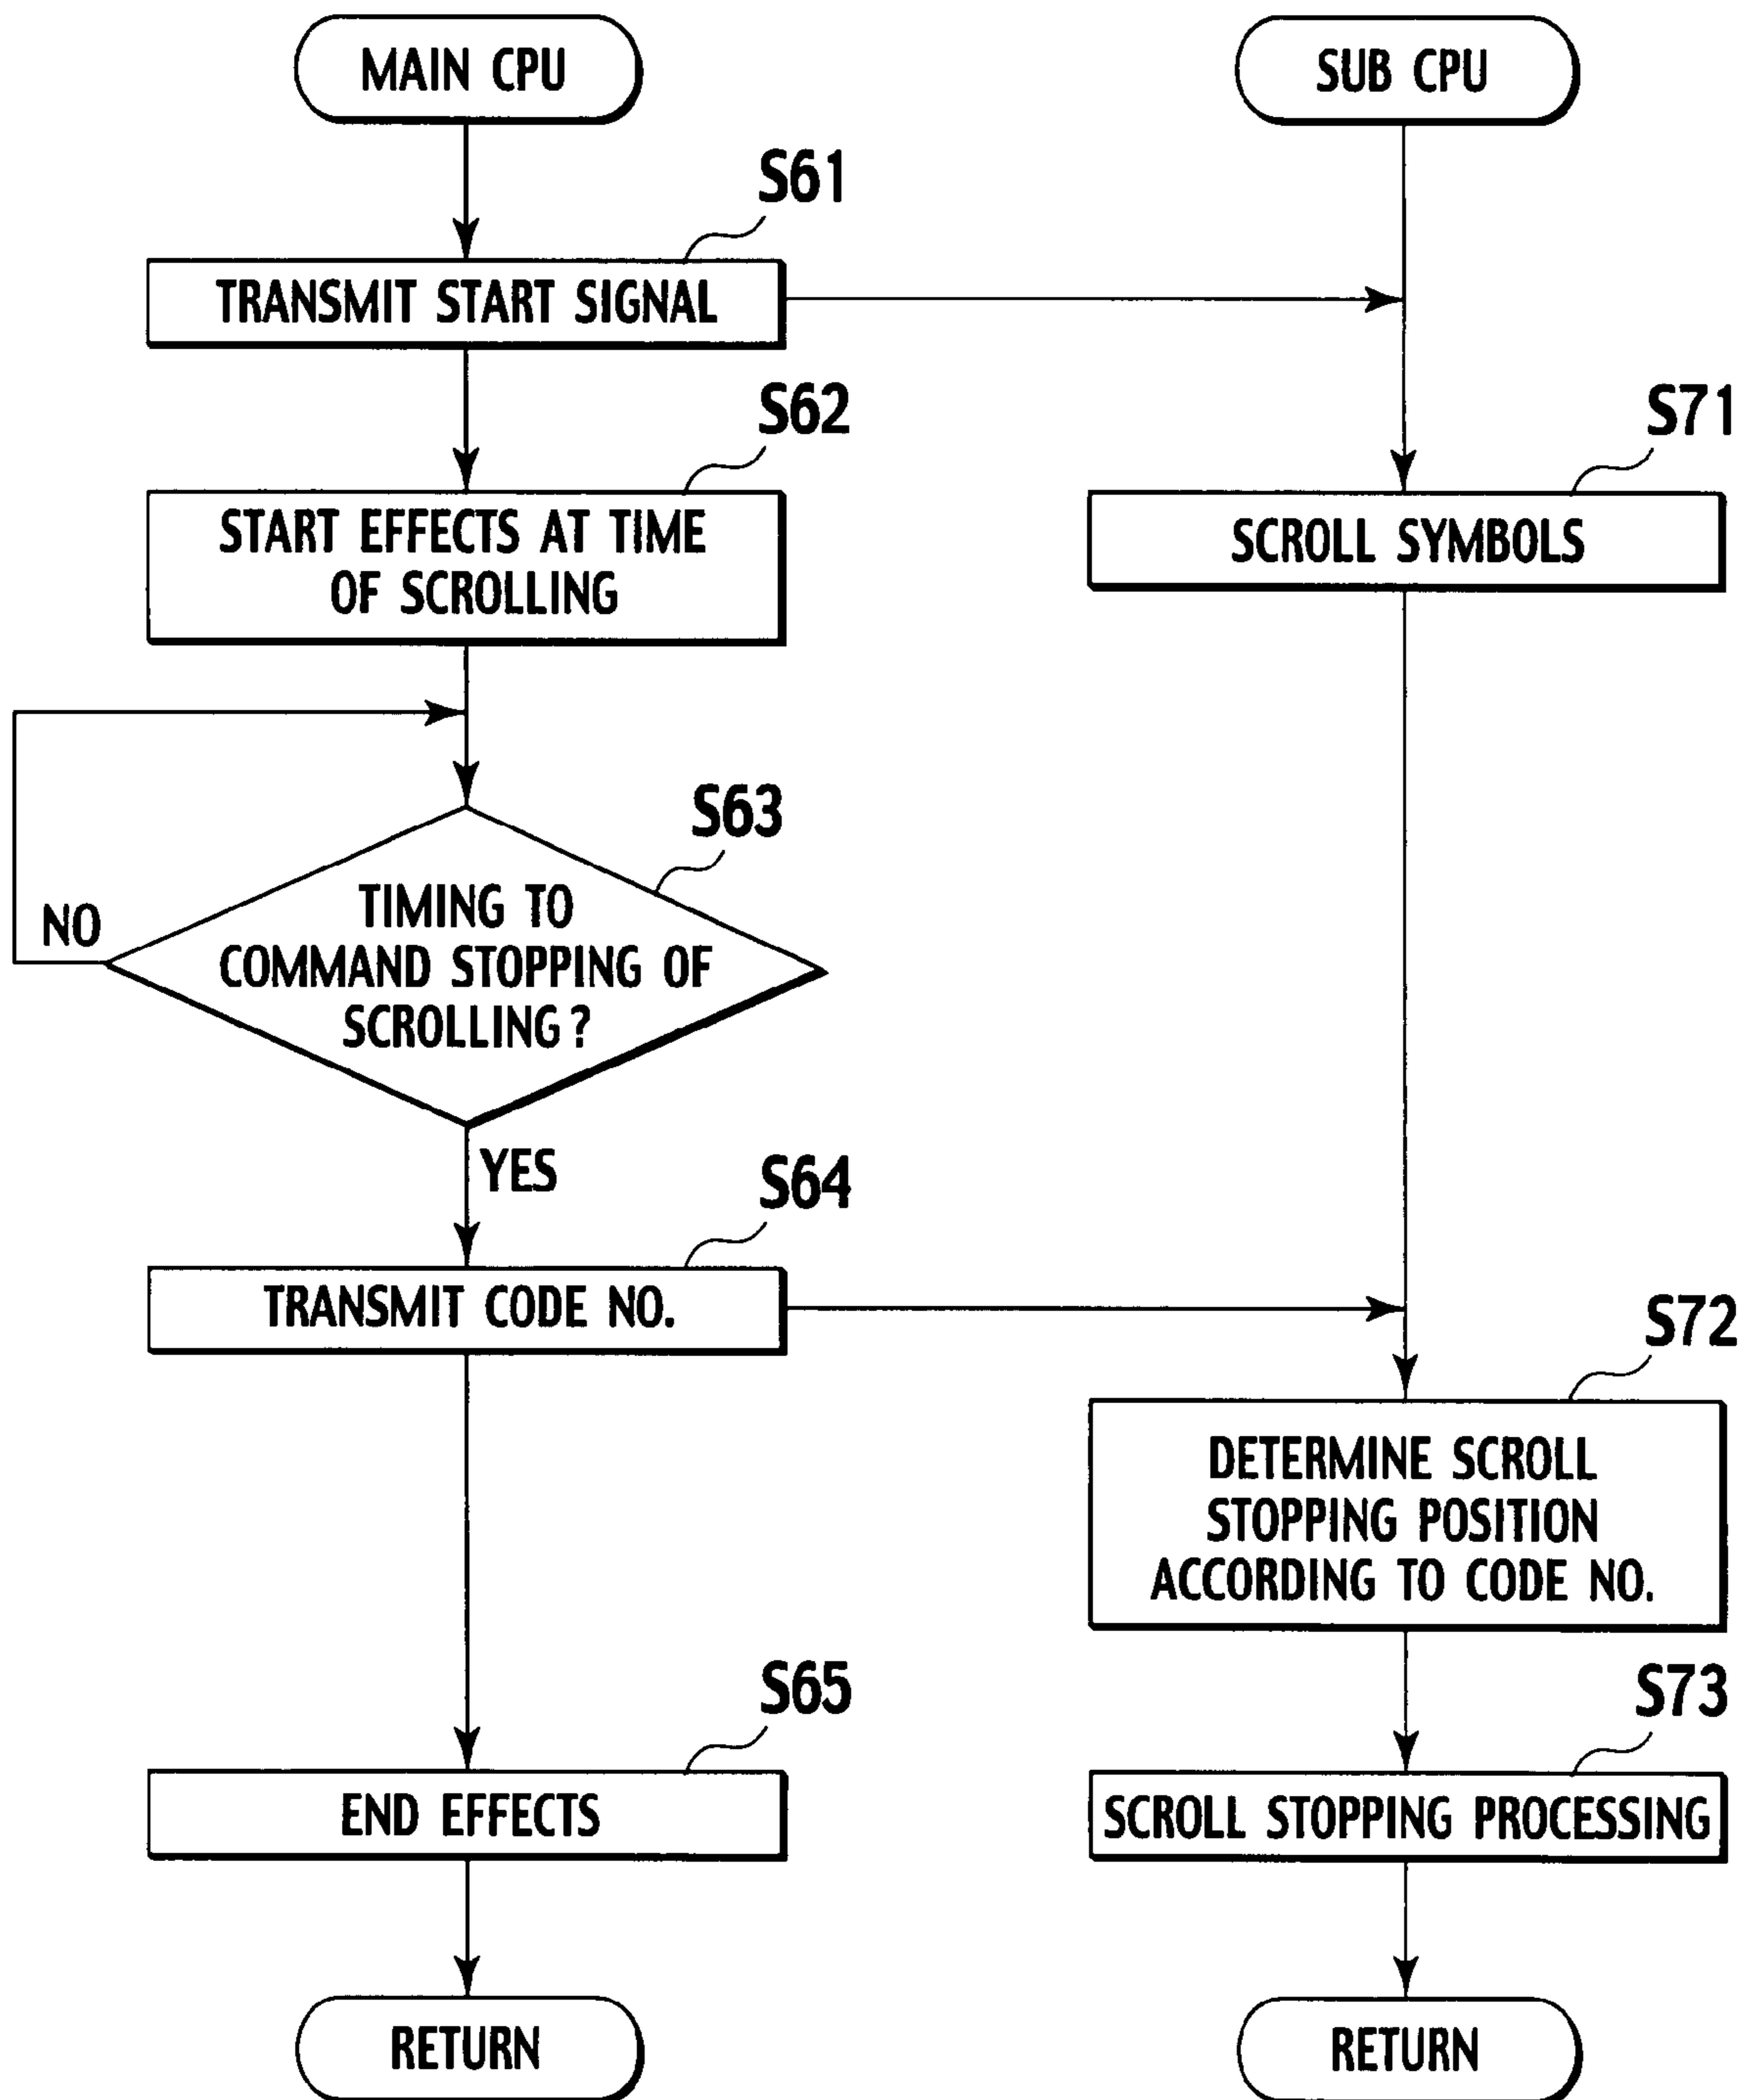 MAIN CPU
SUB CPU
S61
TRANSMIT START SIGNAL
S62
START EFFECTS AT TIME
OF SCROLLING
S71
SCROLL SYMBOLS
S63
TIMING TO
COMMAND STOPPING OF
SCROLLING?
NO
YES
S64
TRANSMIT CODE NO.
S72
DETERMINE SCROLL
STOPPING POSITION
ACCORDING TO CODE NO.
S65
END EFFECTS
S73
SCROLL STOPPING PROCESSING
RETURN
RETURN